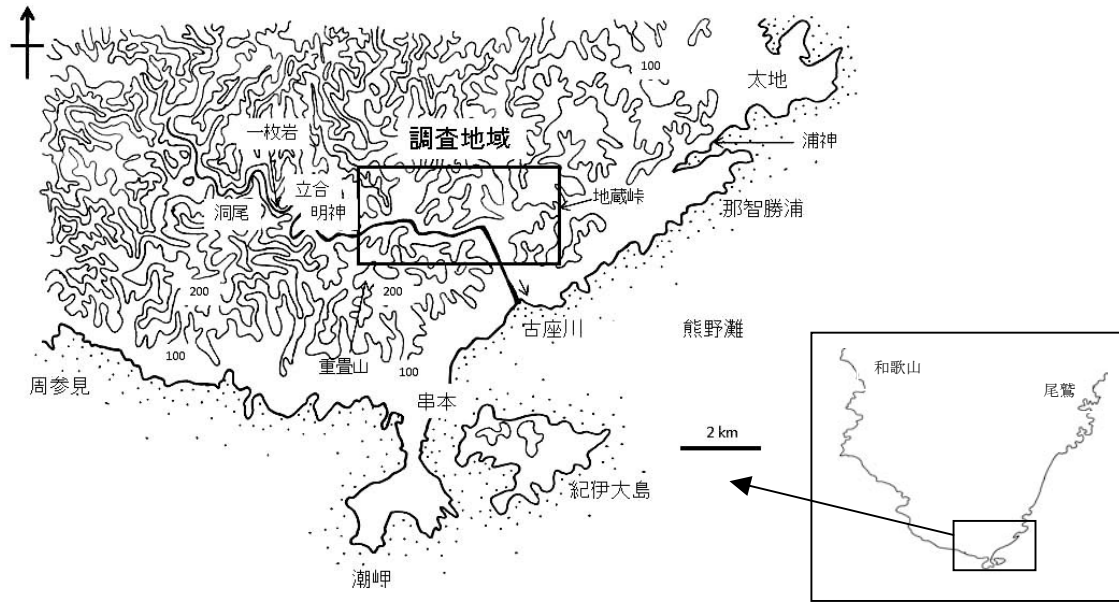 100
太地
一枚岩
調査地域
浦神
立合
地蔵峠
洞尾
明神
那智勝浦
200
200
古座川
熊野灘
100
重畳山
100
周参見
串本
和歌山
尾鷲
2 km
紀伊大島
潮岬